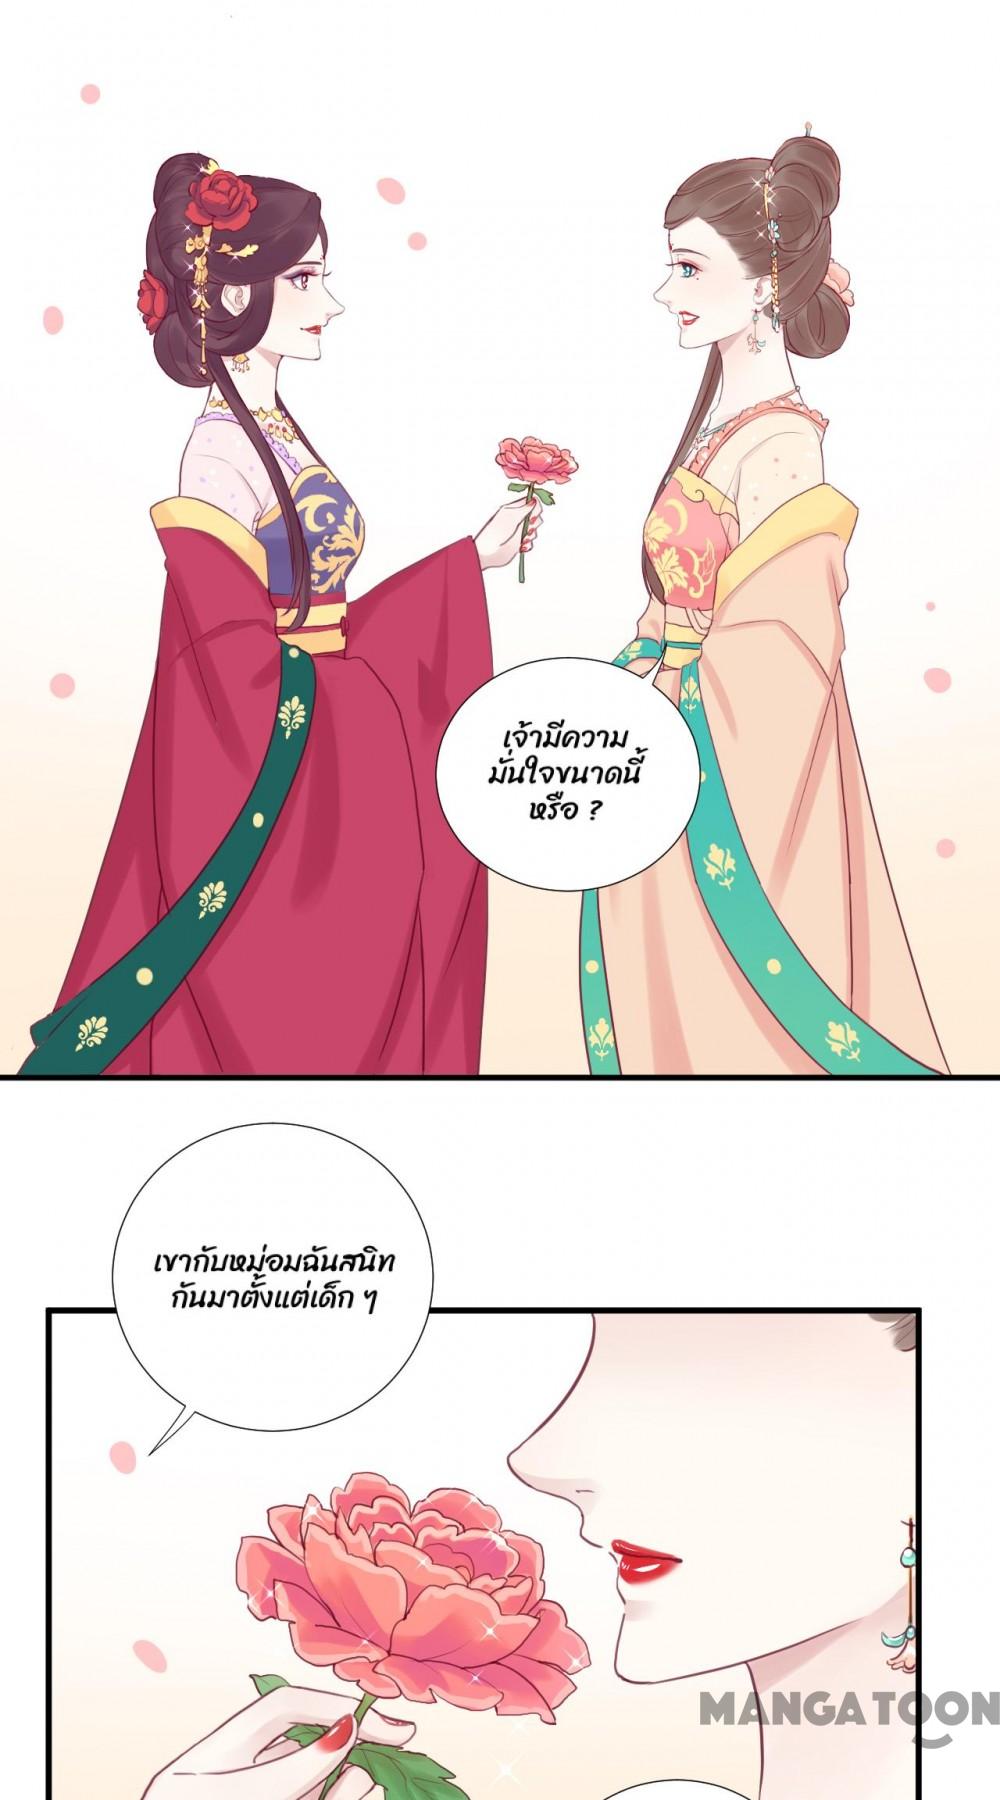 เจ้ามีความ
มั่นใจขนาดนี้
หรือ ?
เขากับหม่อมฉันสนิท
กันมาตั้งแต่เด็ก ๆ
MANGATOON